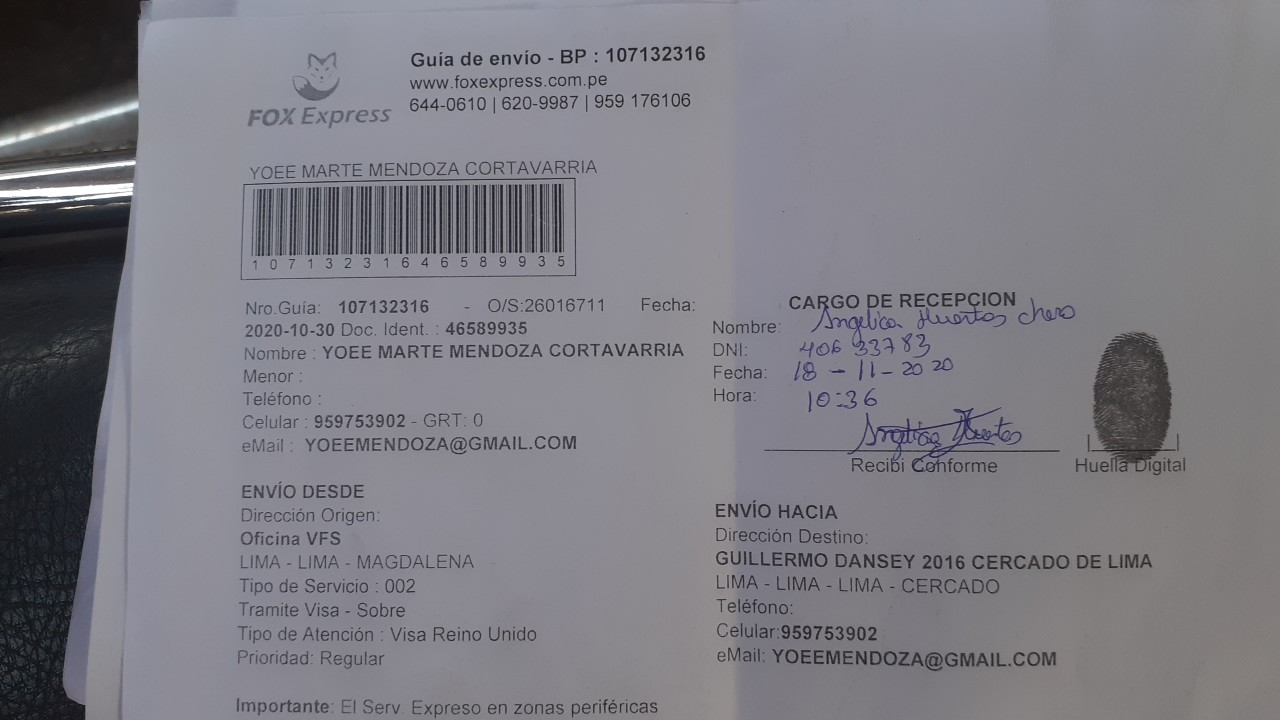 FOX Express
Guía de envío - BP : 107132316
www.foxexpress.com.pe
644-0610 | 620-9987 | 959 176106
YOEE MARTE MENDOZA CORTAVARRIA
10713231646589935
Nro.Guía: 107132316 - O/S:26016711 Fecha:
2020-10-30 Doc. Ident. : 46589935
Nombre : YOEE MARTE MENDOZA CORTAVARRIA
Menor :
Teléfono :
Celular : 959753902 - GRT: 0
eMail : YOEEMENDOZA@GMAIL.COM
CARGO DE RECEPCION
Nombre: Angelica Huertas Chero
DNI: 40633783
Fecha: 18 - 11 - 2020
Hora: 10:36
Angelica Huertas
Recibi Conforme
Huella Digital
ENVÍO DESDE
Dirección Origen:
Oficina VFS
LIMA - LIMA - MAGDALENA
Tipo de Servicio : 002
Tramite Visa - Sobre
Tipo de Atención : Visa Reino Unido
Prioridad: Regular
ENVÍO HACIA
Dirección Destino:
GUILLERMO DANSEY 2016 CERCADO DE LIMA
LIMA - LIMA - LIMA - CERCADO
Teléfono:
Celular:959753902
eMail: YOEEMENDOZA@GMAIL.COM
Importante: El Serv. Expreso en zonas periféricas